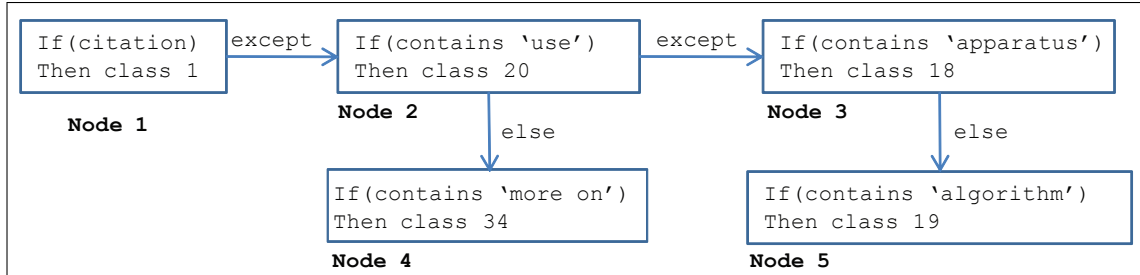 If(citation)
Then class 1
Node 1
except
If(contains ‘use’)
Then class 20
Node 2
except
If(contains ‘apparatus’)
Then class 18
Node 3
else
else
If(contains ‘more on’)
Then class 34
Node 4
If(contains ‘algorithm’)
Then class 19
Node 5